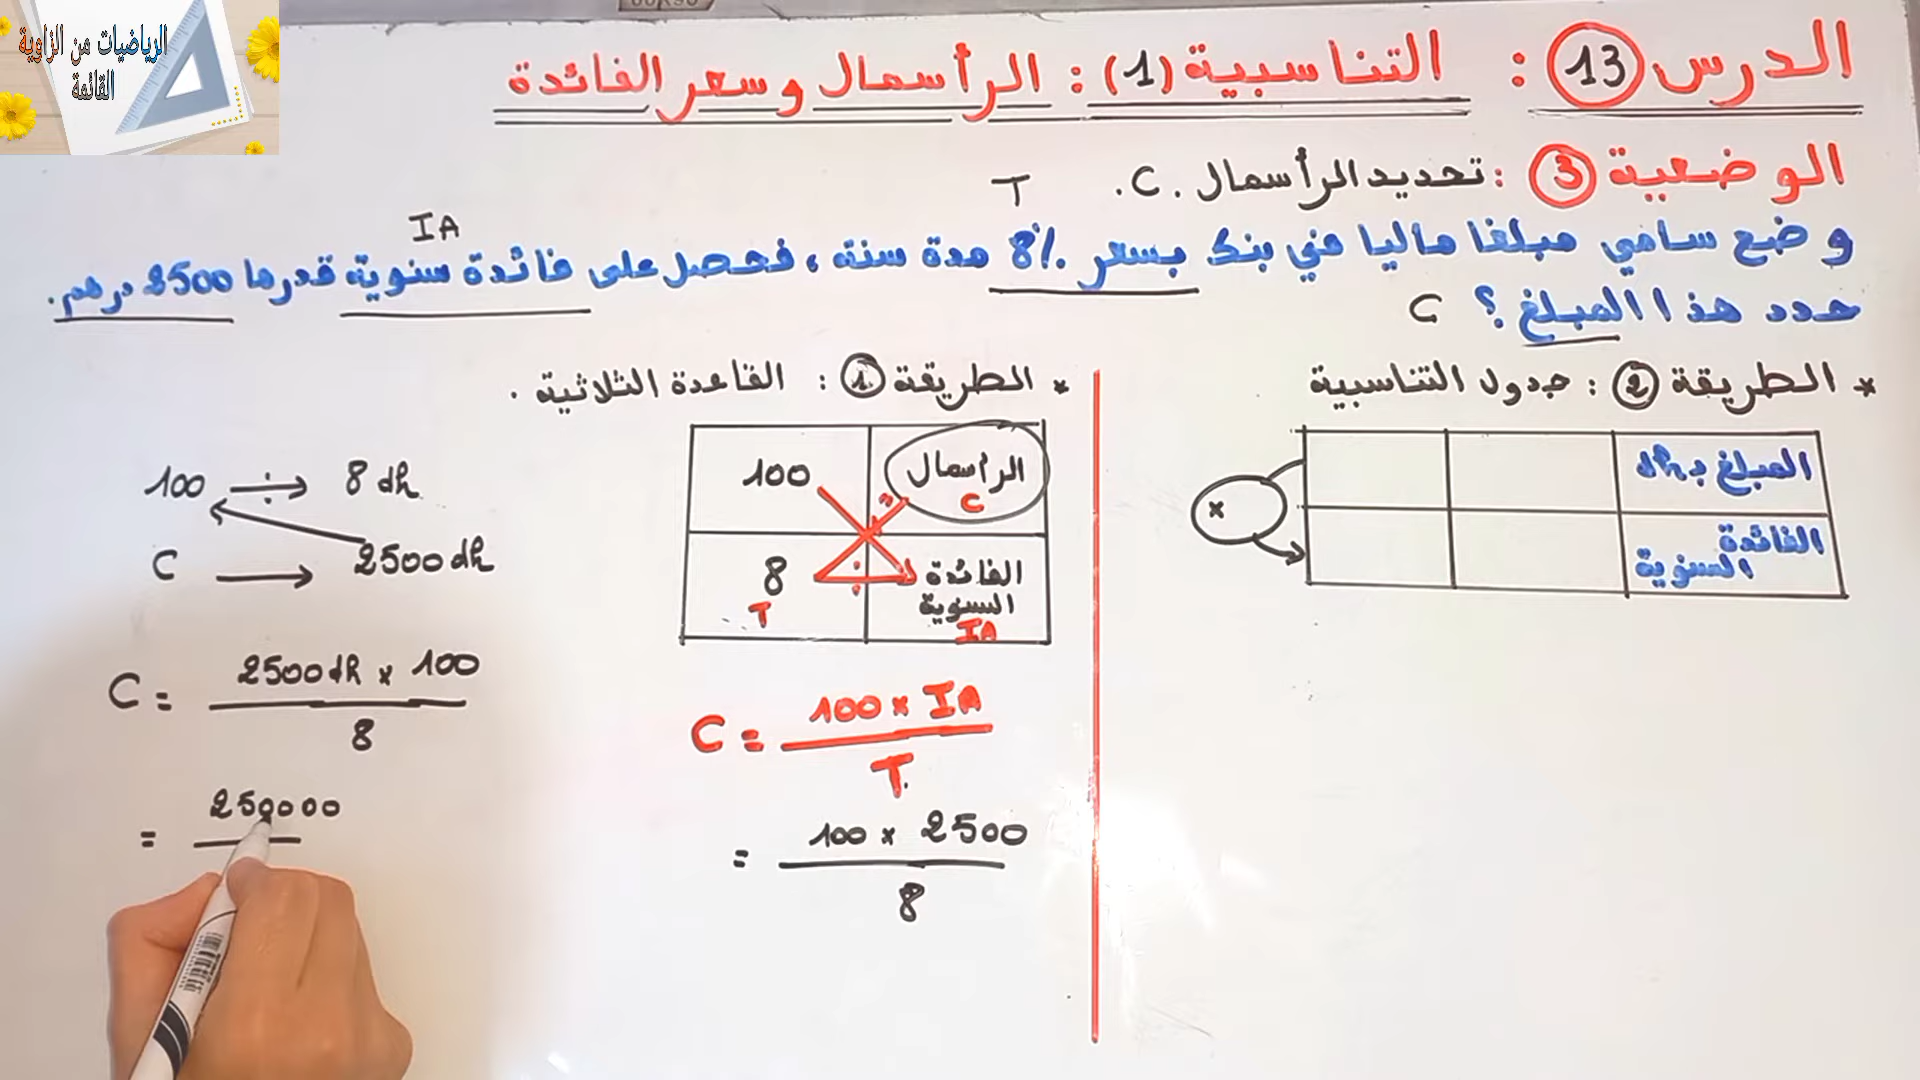 الرياضيات من الزاوية
القائمة
الدرس 13 : التناسبية (1) : الرأسمال وسعر الفائدة
الوضعية 3 : تحديد الرأسمال C.
T
IA
وضع سامي مبلغا ماليا في بنك بسعر 8% مدة سنة، فحصل على فائدة سنوية قدرها 2500 درهم.
حدد هذا المبلغ؟ C
* الطريقة 2 : جدول التناسبية
المبلغ بـ dh
الفائدة
السنوية
×
* الطريقة 1 : القاعدة الثلاثية.
100 الرأسمال
C
8 الفائدة
السنوية
T IA
×
÷
C = 100 × IA
T
= 100 × 2500
8
100 ÷ 8 dh
C 2500 dh
C = 2500 dh × 100
8
= 250000